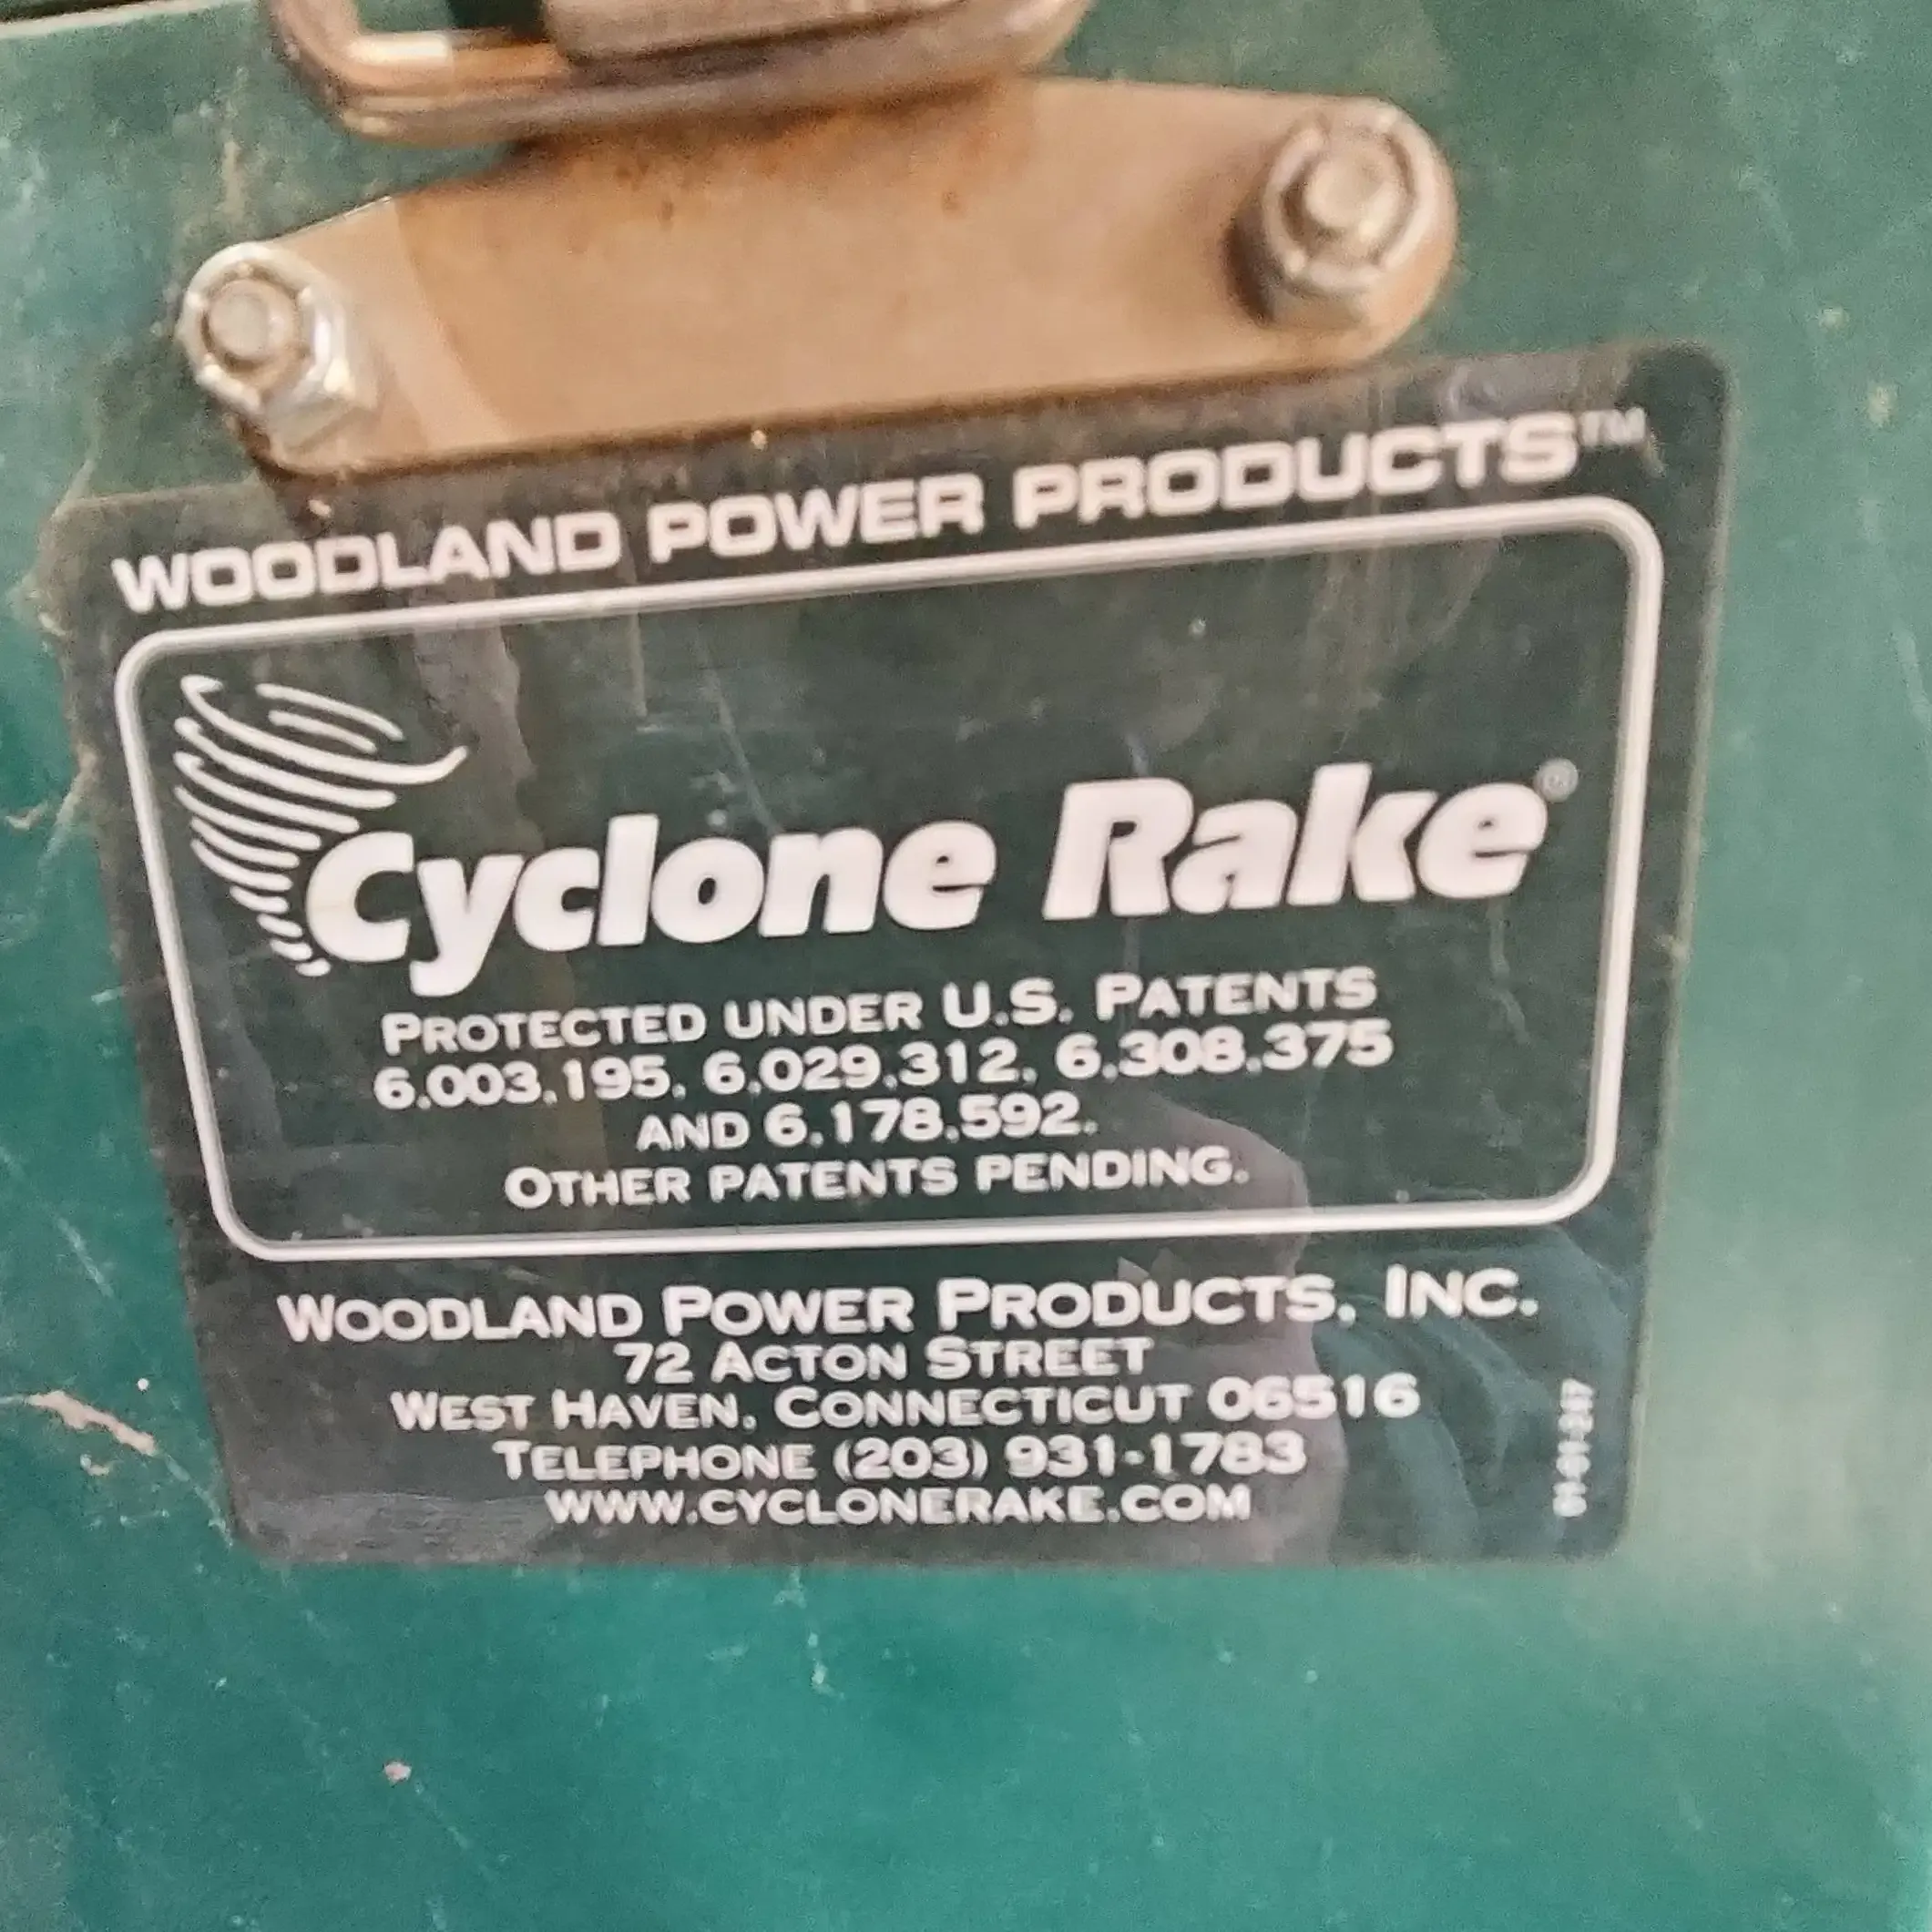 WOODLAND POWER PRODUCTS™
Cyclone Rake®
PROTECTED UNDER U.S. PATENTS
6,003,195, 6,029,312, 6,308,375
AND 6,178,592.
OTHER PATENTS PENDING.
WOODLAND POWER PRODUCTS, INC.
72 ACTON STREET
WEST HAVEN, CONNECTICUT 06516
TELEPHONE (203) 931-1783
WWW.CYCLONERAKE.COM